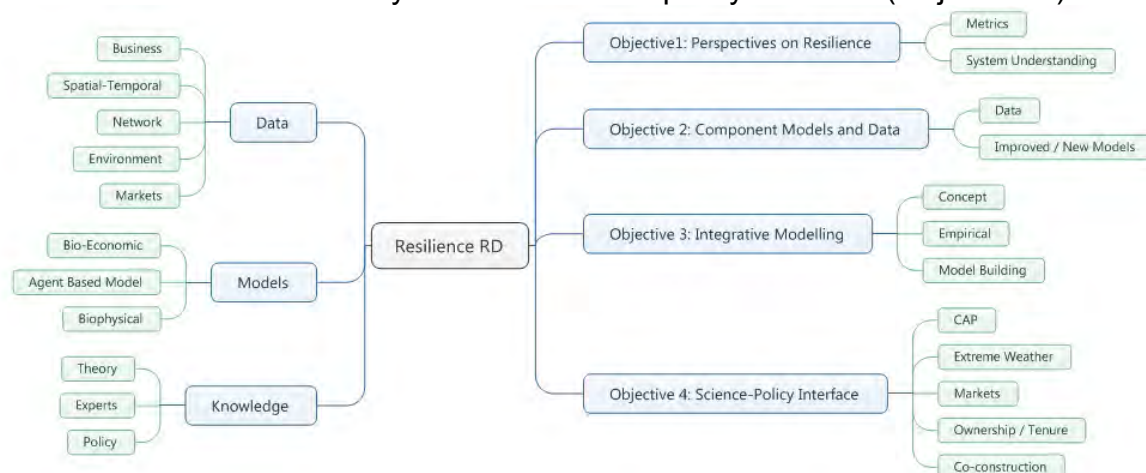 Business
Spatial-Temporal
Network
Environment
Markets
Data
Bio-Economic
Agent Based Model
Biophysical
Models
Theory
Experts
Policy
Knowledge
Resilience RD
Objective1: Perspectives on Resilience
Metrics
System Understanding
Objective 2: Component Models and Data
Data
Improved / New Models
Objective 3: Integrative Modelling
Concept
Empirical
Model Building
Objective 4: Science-Policy Interface
CAP
Extreme Weather
Markets
Ownership / Tenure
Co-construction